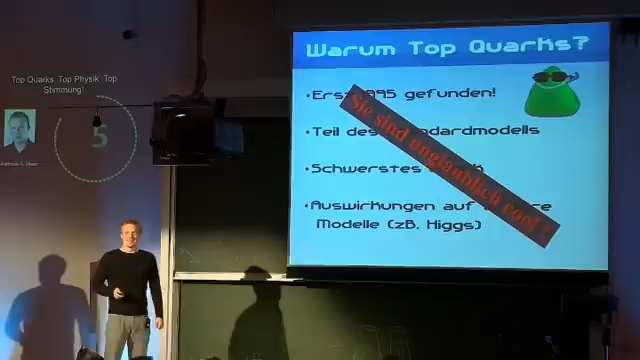 Top Quarks, Top Physik, Top
Stimmung!
5
Warum Top Quarks?
•Erst 1995 gefunden!
•Teil des Standardmodells
•Schwerstes
•Auswirkungen auf
Modelle (zB. Higgs)
Sie sind unglaublich cool!